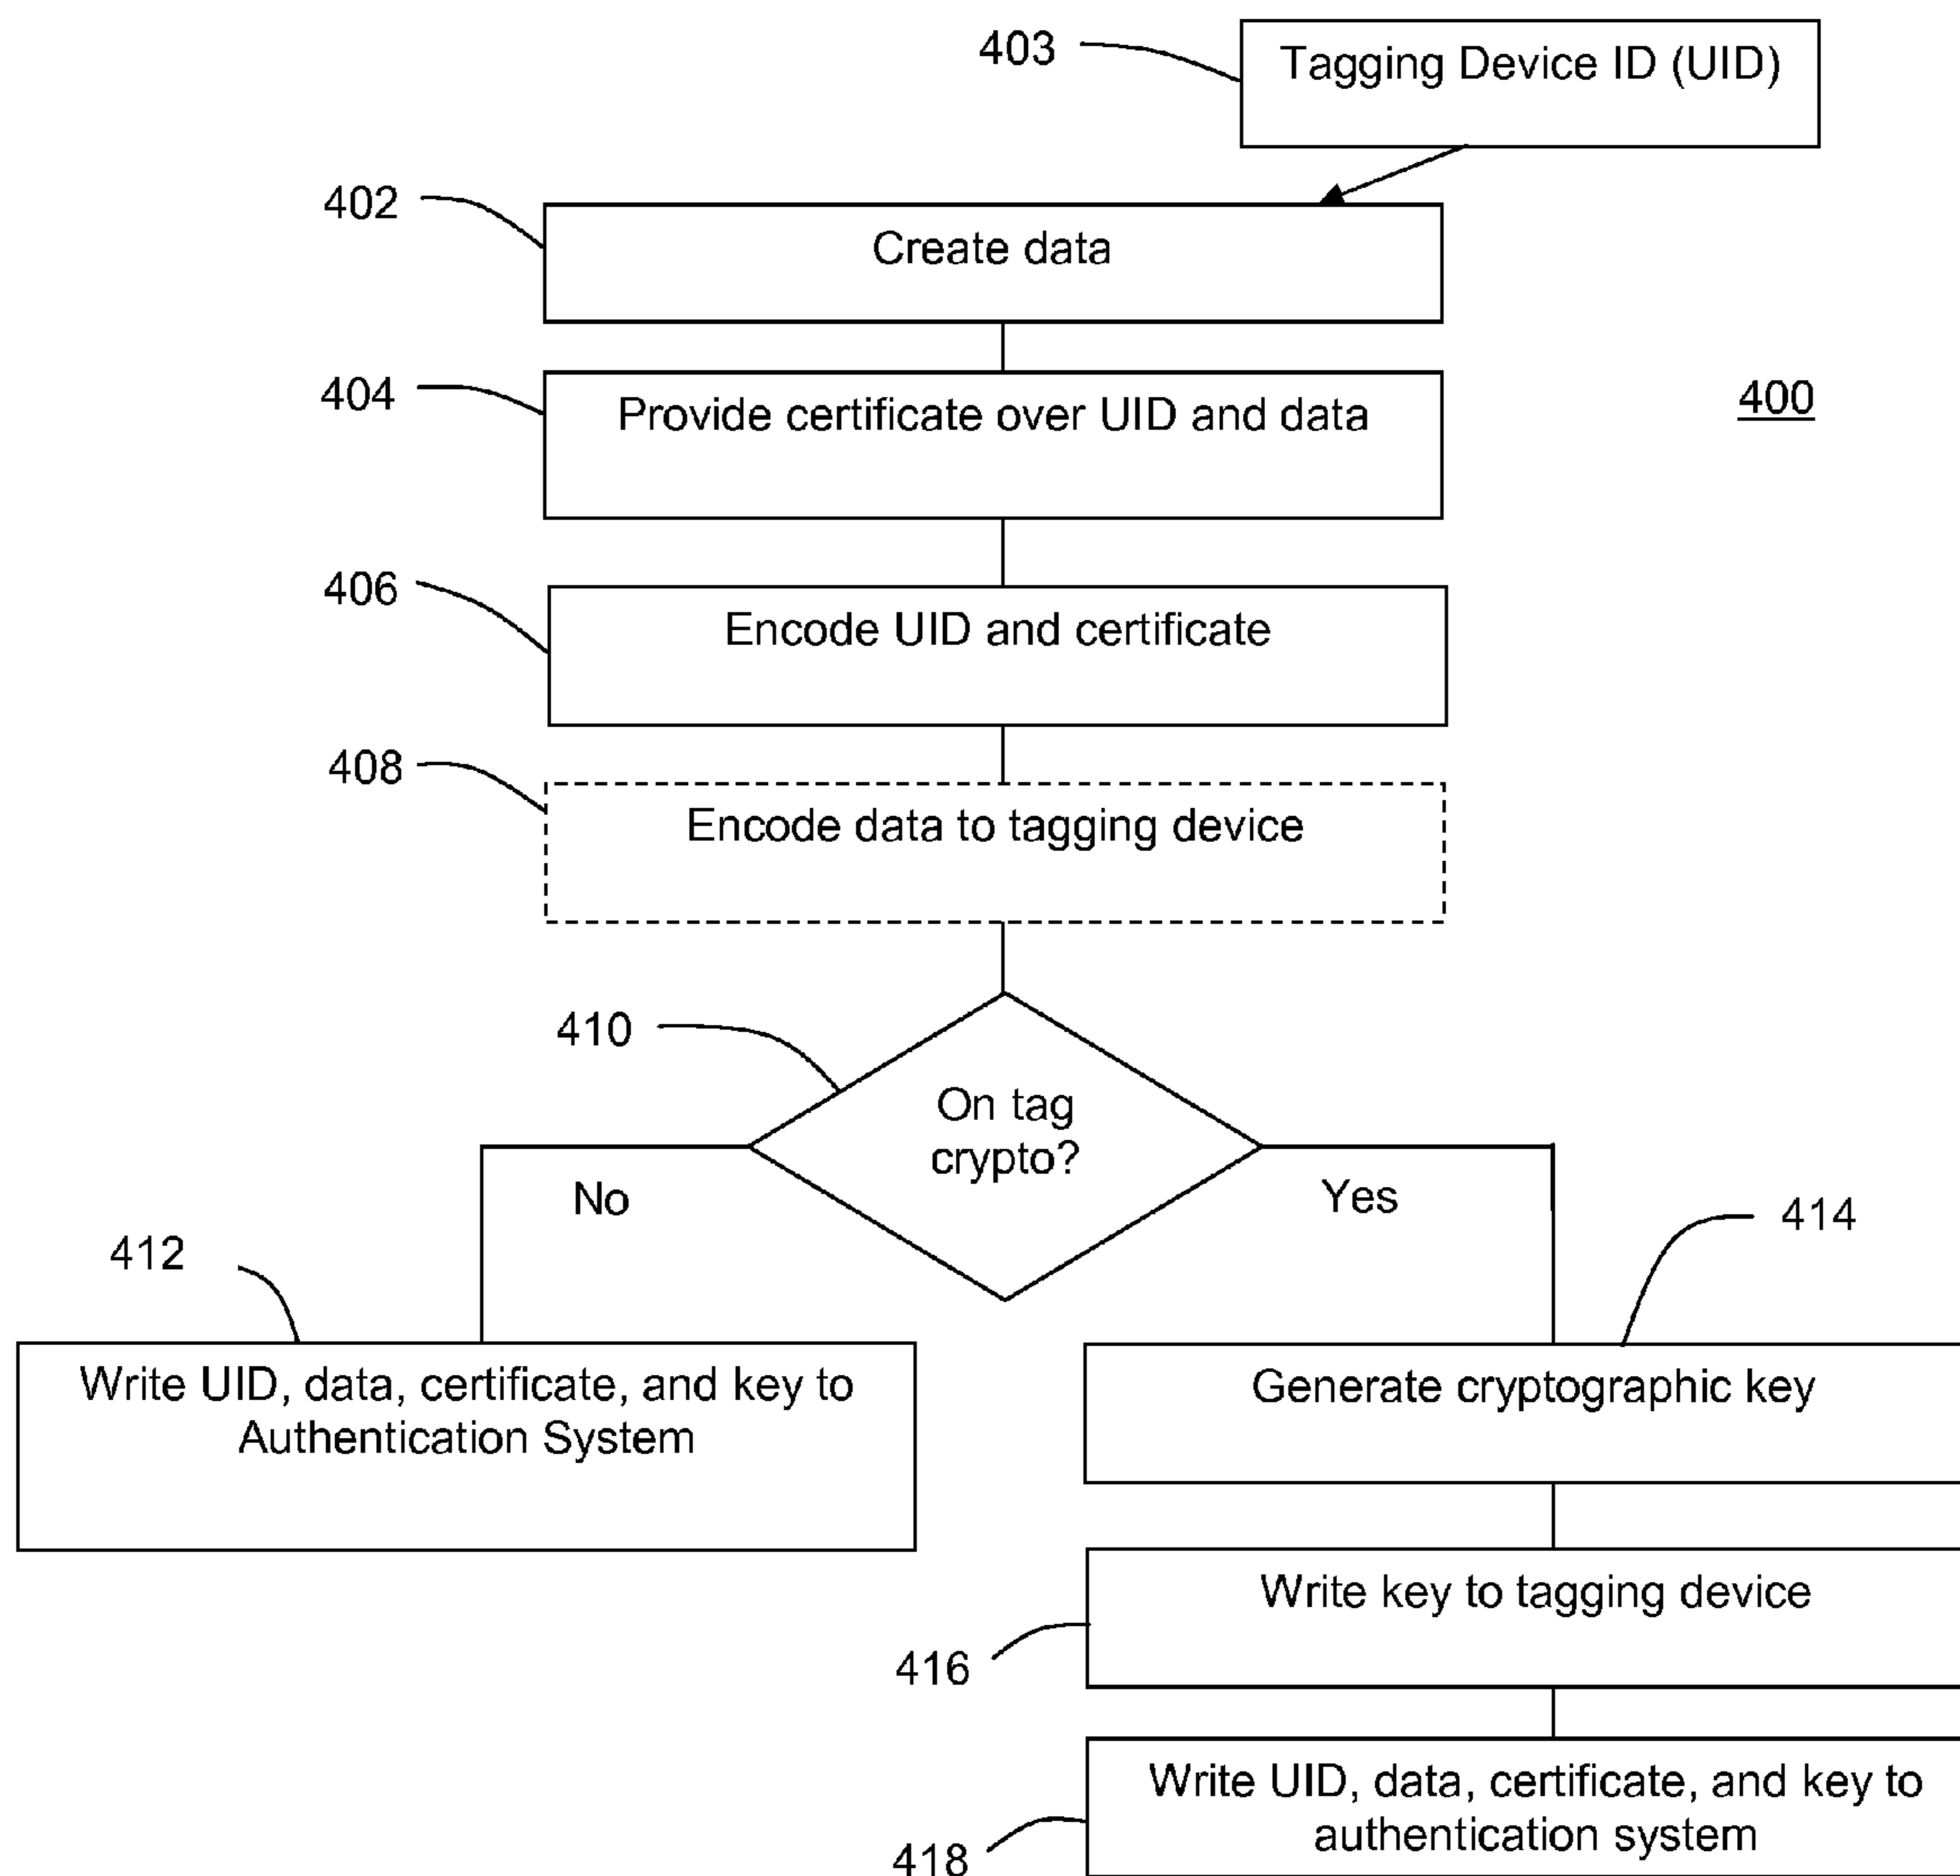 403
Tagging Device ID (UID)
402
Create data
404
Provide certificate over UID and data
400
406
Encode UID and certificate
408
Encode data to tagging device
410
On tag
crypto?
No
Yes
412
414
Write UID, data, certificate, and key to
Authentication System
Generate cryptographic key
Write key to tagging device
416
Write UID, data, certificate, and key to
authentication system
418